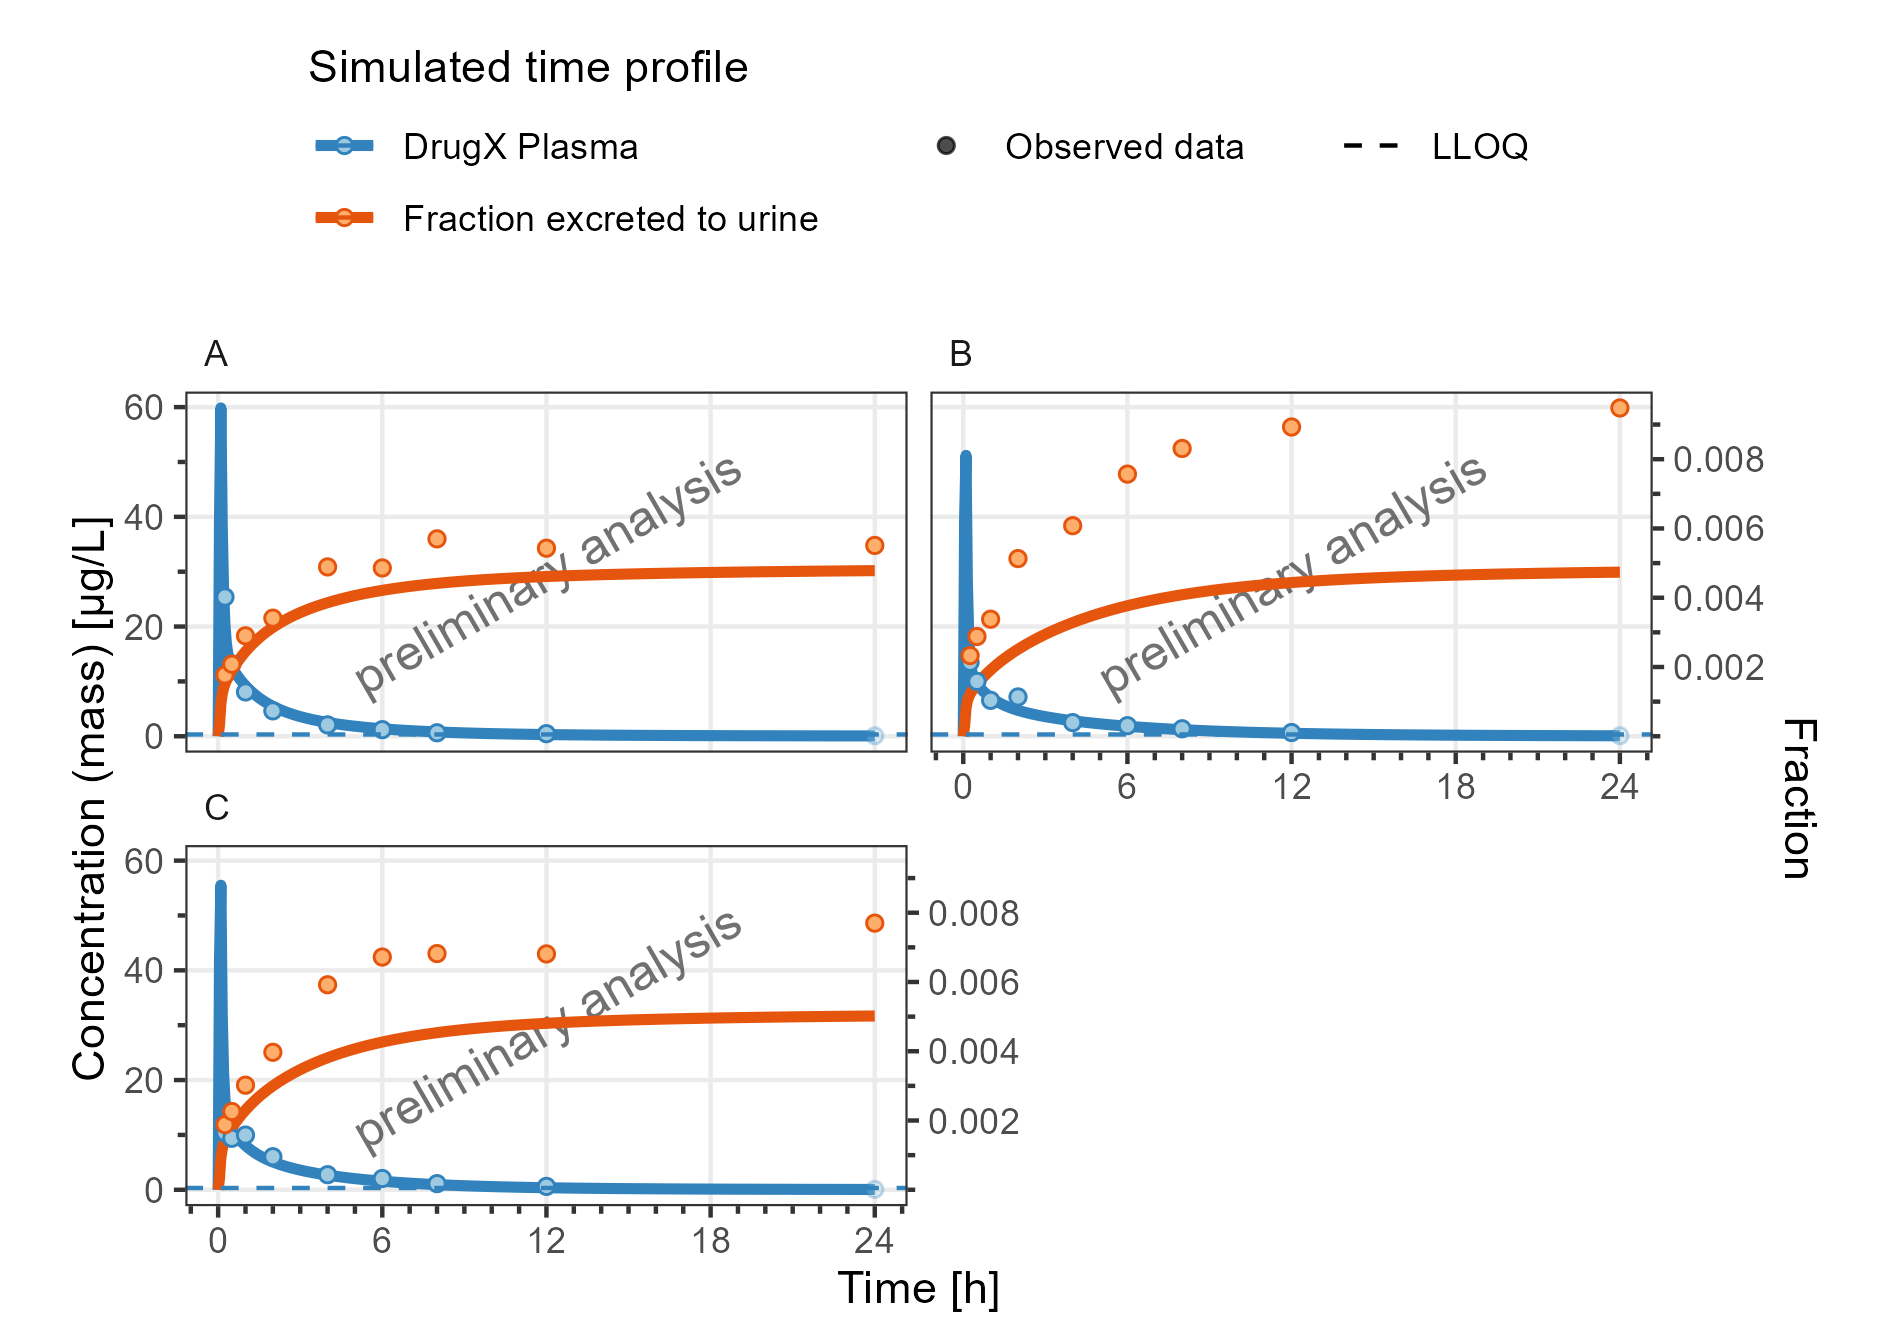 Simulated time profile
DrugX Plasma
Observed data
LLOQ
Fraction excreted to urine
A
B
60
40
20
0
preliminary analysis
preliminary analysis
0.008
0.006
0.004
0.002
0 6 12 18 24
Concentration (mass) [µg/L]
Fraction
C
60
40
20
0
preliminary analysis
0.008
0.006
0.004
0.002
0 6 12 18 24
Time [h]